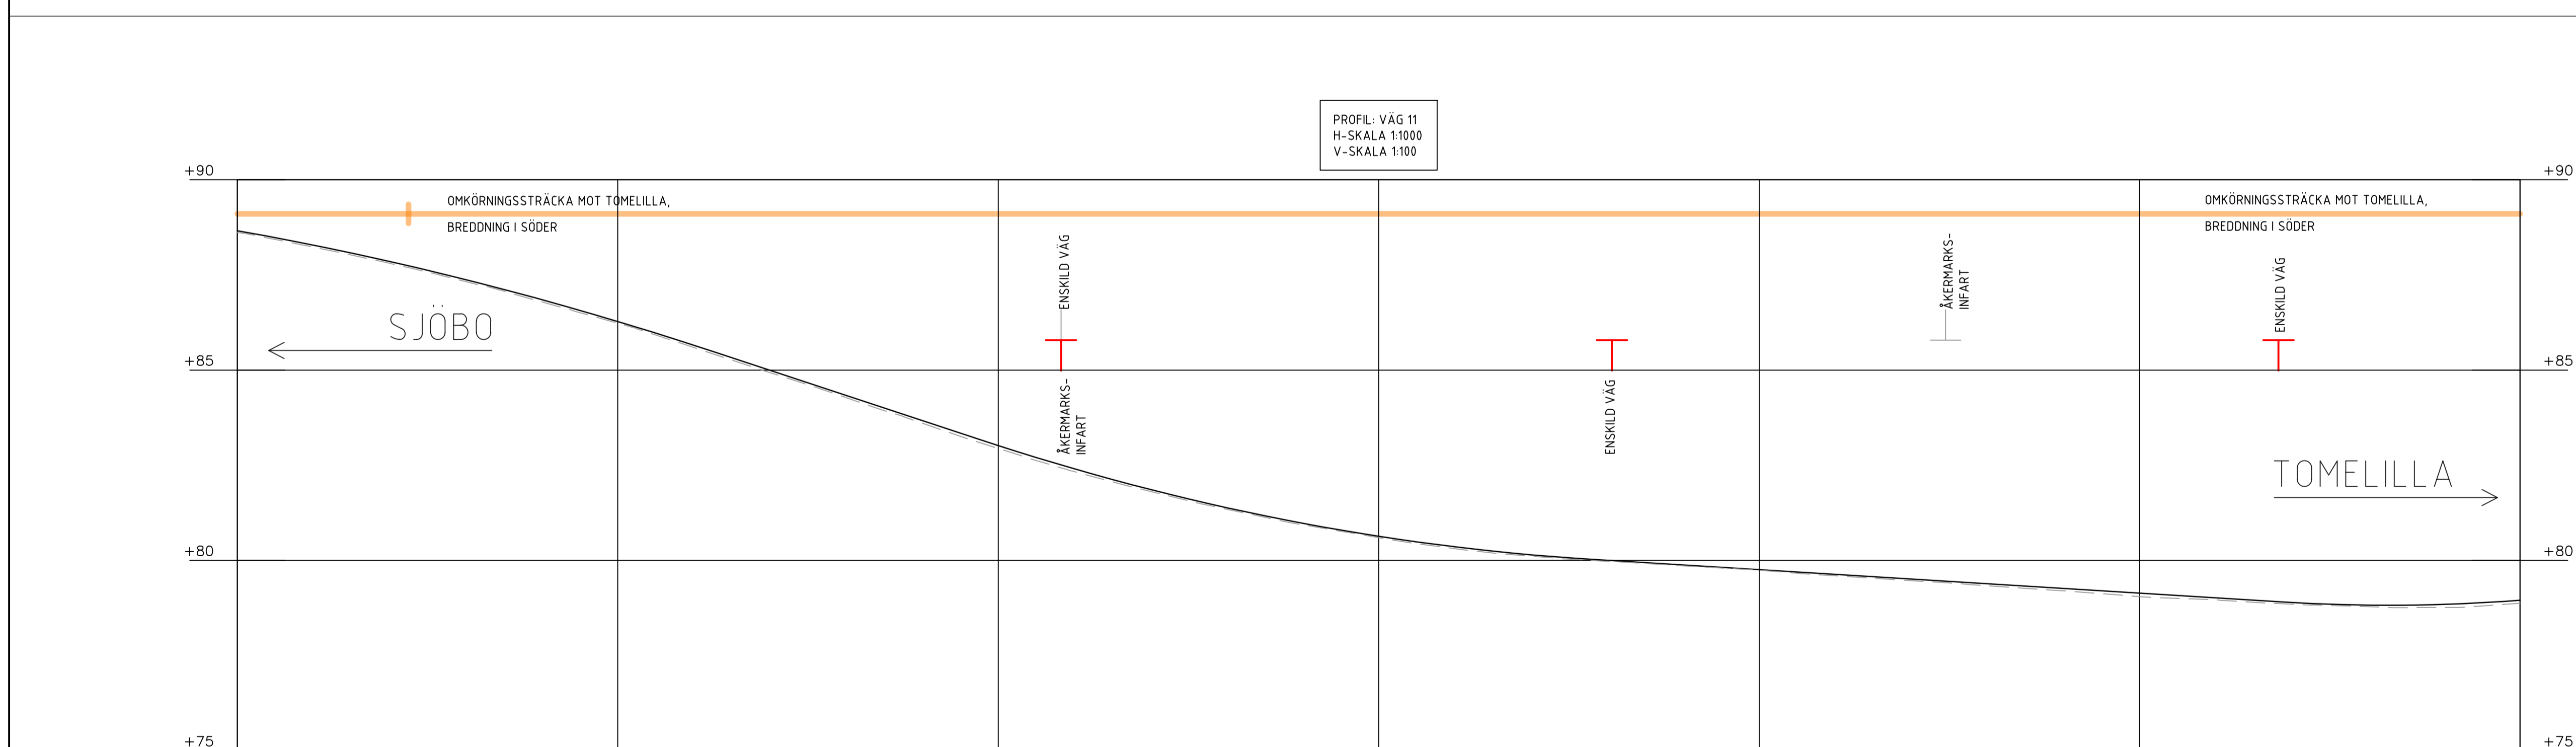 PROFIL: VÄG 11
H-SKALA 1:1000
V-SKALA 1:100
+90
+90
OMKÖRNINGSSTRÄCKA MOT TOMELILLA,
BREDDNING I SÖDER
OMKÖRNINGSSTRÄCKA MOT TOMELILLA,
BREDDNING I SÖDER
ENSKILD VÄG
ÅKERMARKS-
INFART
ENSKILD VÄG
SJÖBO
+85
+85
ÅKERMARKS-
INFART
ENSKILD VÄG
TOMELILLA
+80
+80
+75
+75